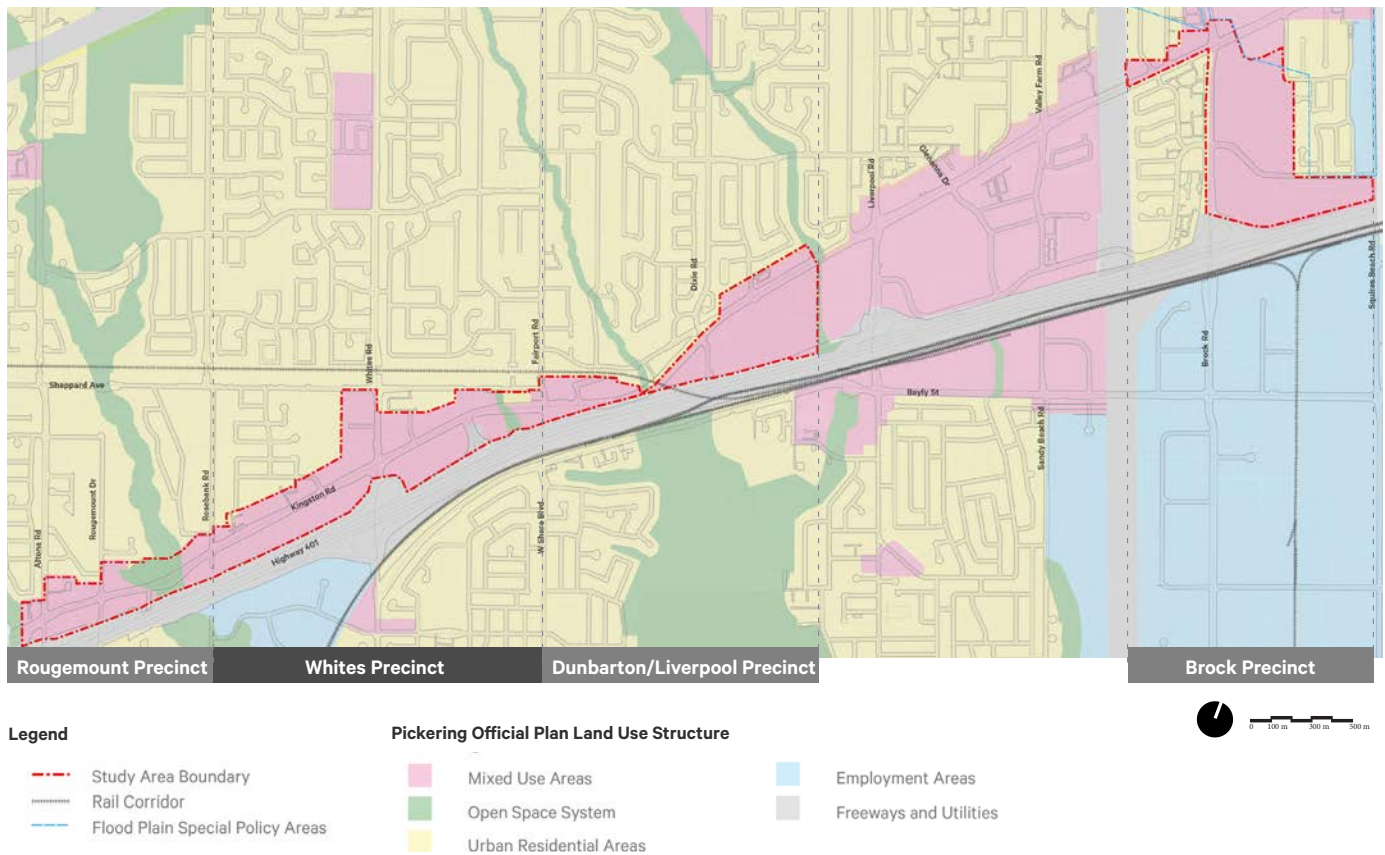 Valley Farm Rd
Glenanna Dr
Liverpool Rd
Dixie Rd
Squires Beach Rd
Fairport Rd
Whites Rd
Brock Rd
Sheppard Ave
Bayly St
Sandy Beach Rd
Rosebank Rd
Rougemount Dr
Kingston Rd
W Shore Blvd
Altona Rd
Highway 401
Rougemount Precinct
Whites Precinct
Dunbarton/Liverpool Precinct
Brock Precinct
0 100 m 300 m 500 m
Legend
Study Area Boundary
Rail Corridor
Flood Plain Special Policy Areas
Pickering Official Plan Land Use Structure
Mixed Use Areas
Open Space System
Urban Residential Areas
Employment Areas
Freeways and Utilities